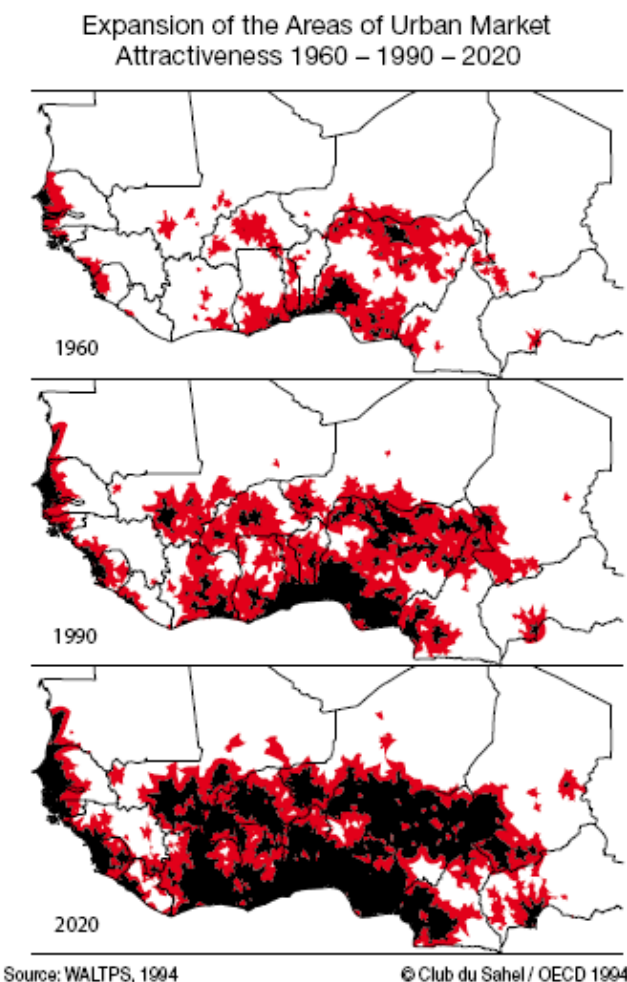 Expansion of the Areas of Urban Market
Attractiveness 1960 – 1990 – 2020
1960
1990
2020
Source: WALTPS, 1994
© Club du Sahel / OECD 1994